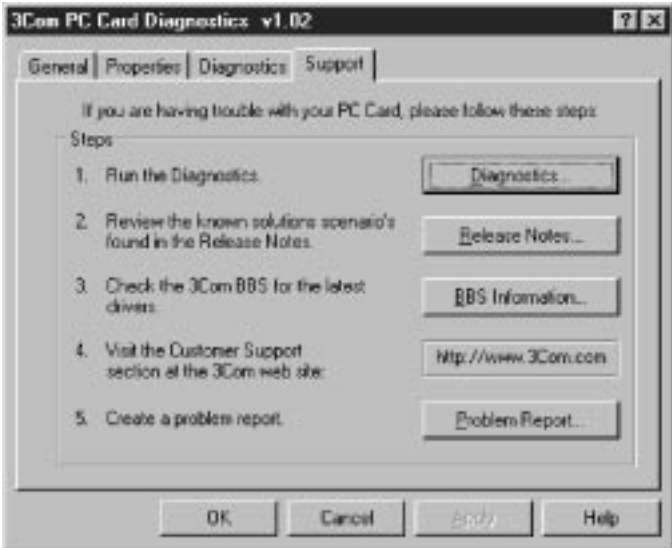 3Com PC Card Diagnostics v1.02
General Properties Diagnostics Support
If you are having trouble with your PC Card, please follow these steps:
Steps
1. Run the Diagnostics.
Diagnostics...
2. Review the known solutions scenario's
found in the Release Notes.
Release Notes...
3. Check the 3Com BBS for the latest
drivers.
BBS Information...
4. Visit the Customer Support
section at the 3Com web site:
http://www.3Com.com
5. Create a problem report.
Problem Report...
OK Cancel Apply Help